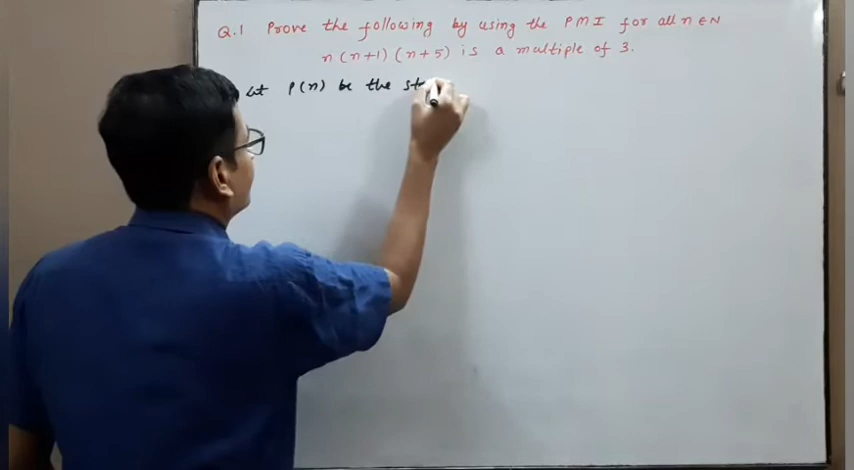 Q.1 Prove the following by using the PMI for all n ∈ N
n(n+1)(n+5) is a multiple of 3.
P(n) be the st